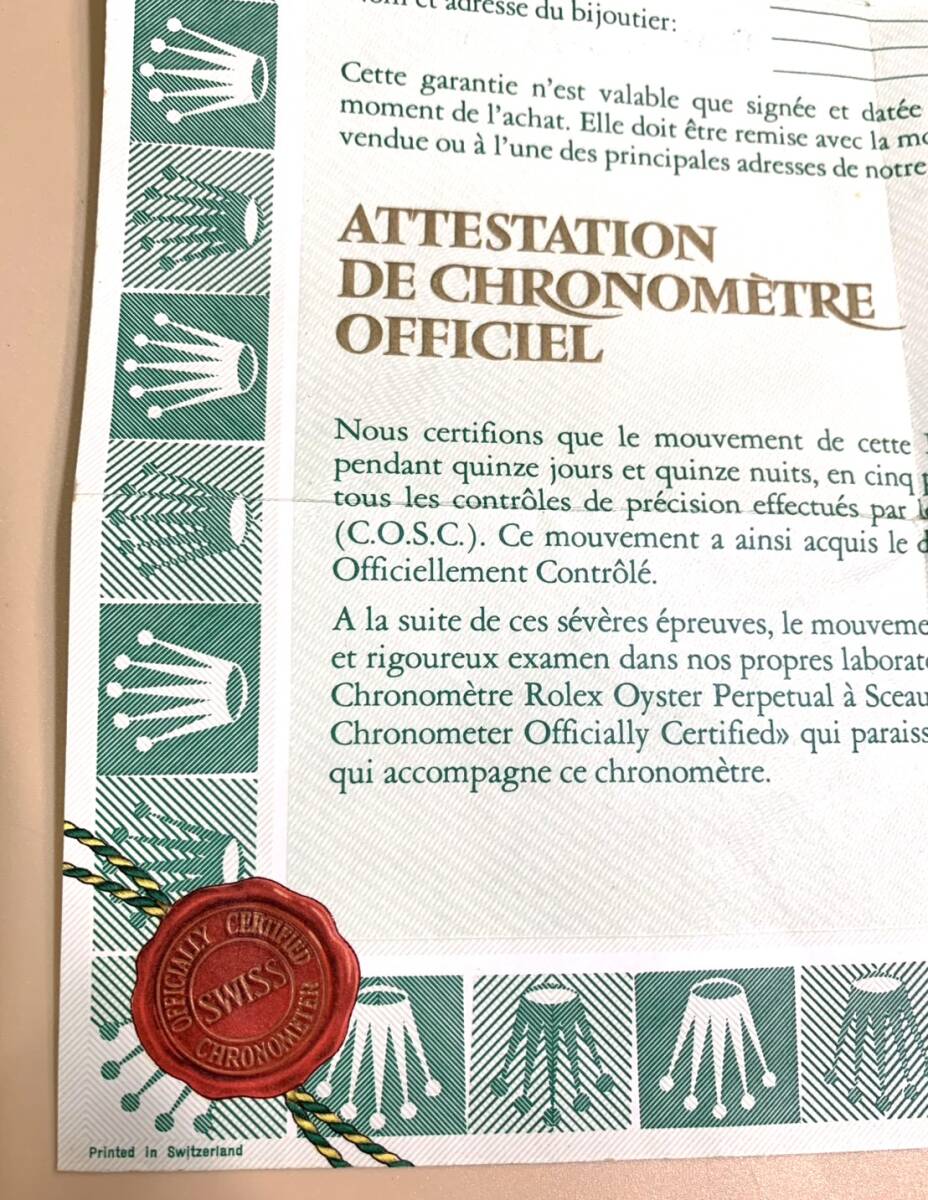 Nom et adresse du bijoutier:
Cette garantie n'est valable que signée et datée
moment de l'achat. Elle doit être remise avec la
vendue ou à l'une des principales adresses de notre
ATTESTATION
DE CHRONOMÈTRE
OFFICIEL
Nous certifions que le mouvement de cette
pendant quinze jours et quinze nuits, en cinq
tous les contrôles de précision effectués par
(C.O.S.C.). Ce mouvement a ainsi acquis le
Officiellement Contrôlé.
A la suite de ces sévères épreuves, le
et rigoureux examen dans nos propres
Chronomètre Rolex Oyster Perpetual à
Chronometer Officially Certified» qui
qui accompagne ce chronomètre.
OFFICIALLY CERTIFIED
SWISS
CHRONOMETER
Printed in Switzerland